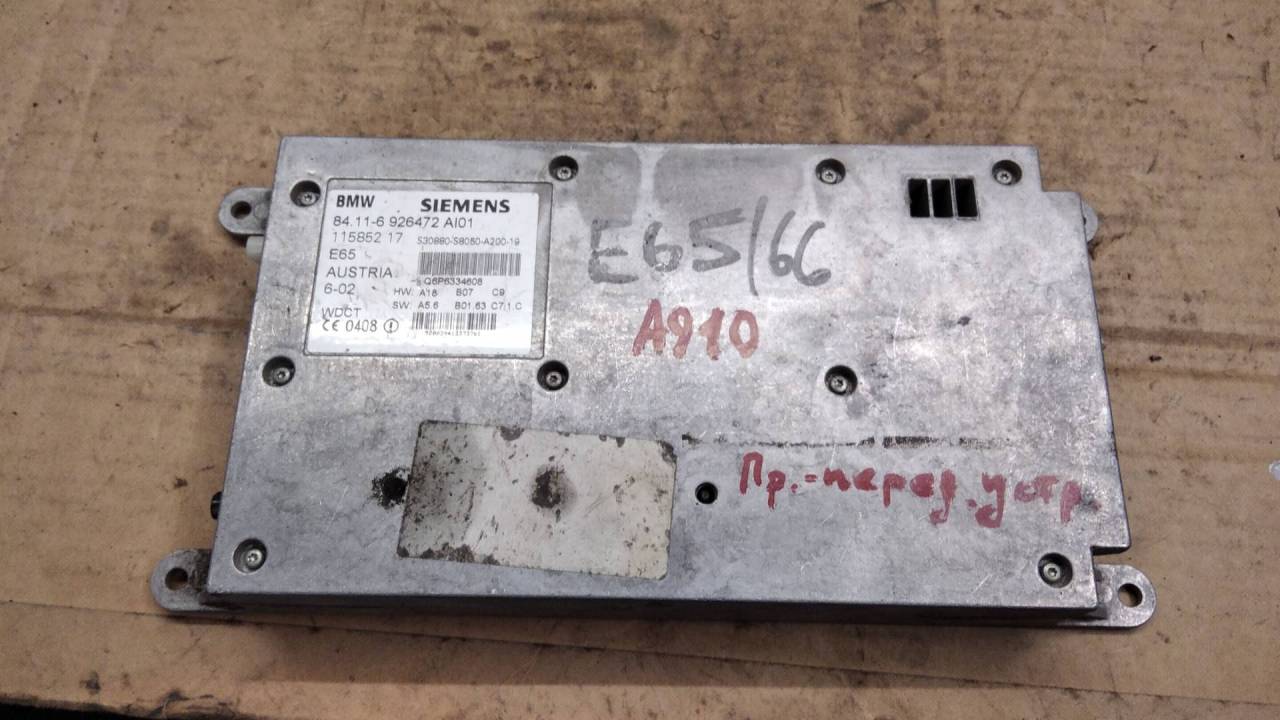 BMW SIEMENS
84.11-6 926472 AI01
115852 17 S30880-S8050-A200-19
E65
AUSTRIA Q6P6334608
6-02 HW: A18 B07 C9
SW: A5.6 B01.63 C7.1.C
WDCT
CE 0408
E65/66
A910
Пр.-перед.устр